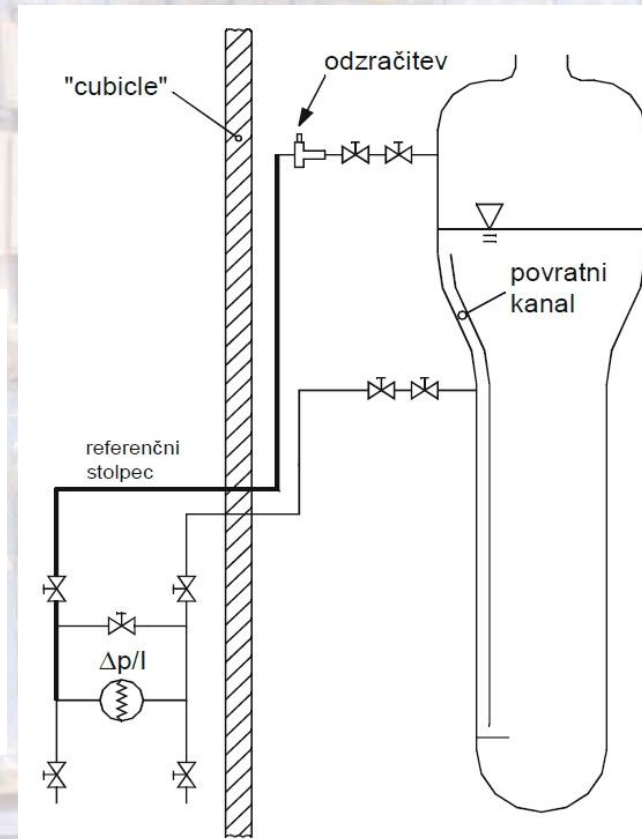 odzračitev
"cubicle"
povratni
kanal
referenčni
stolpec
Δp/I